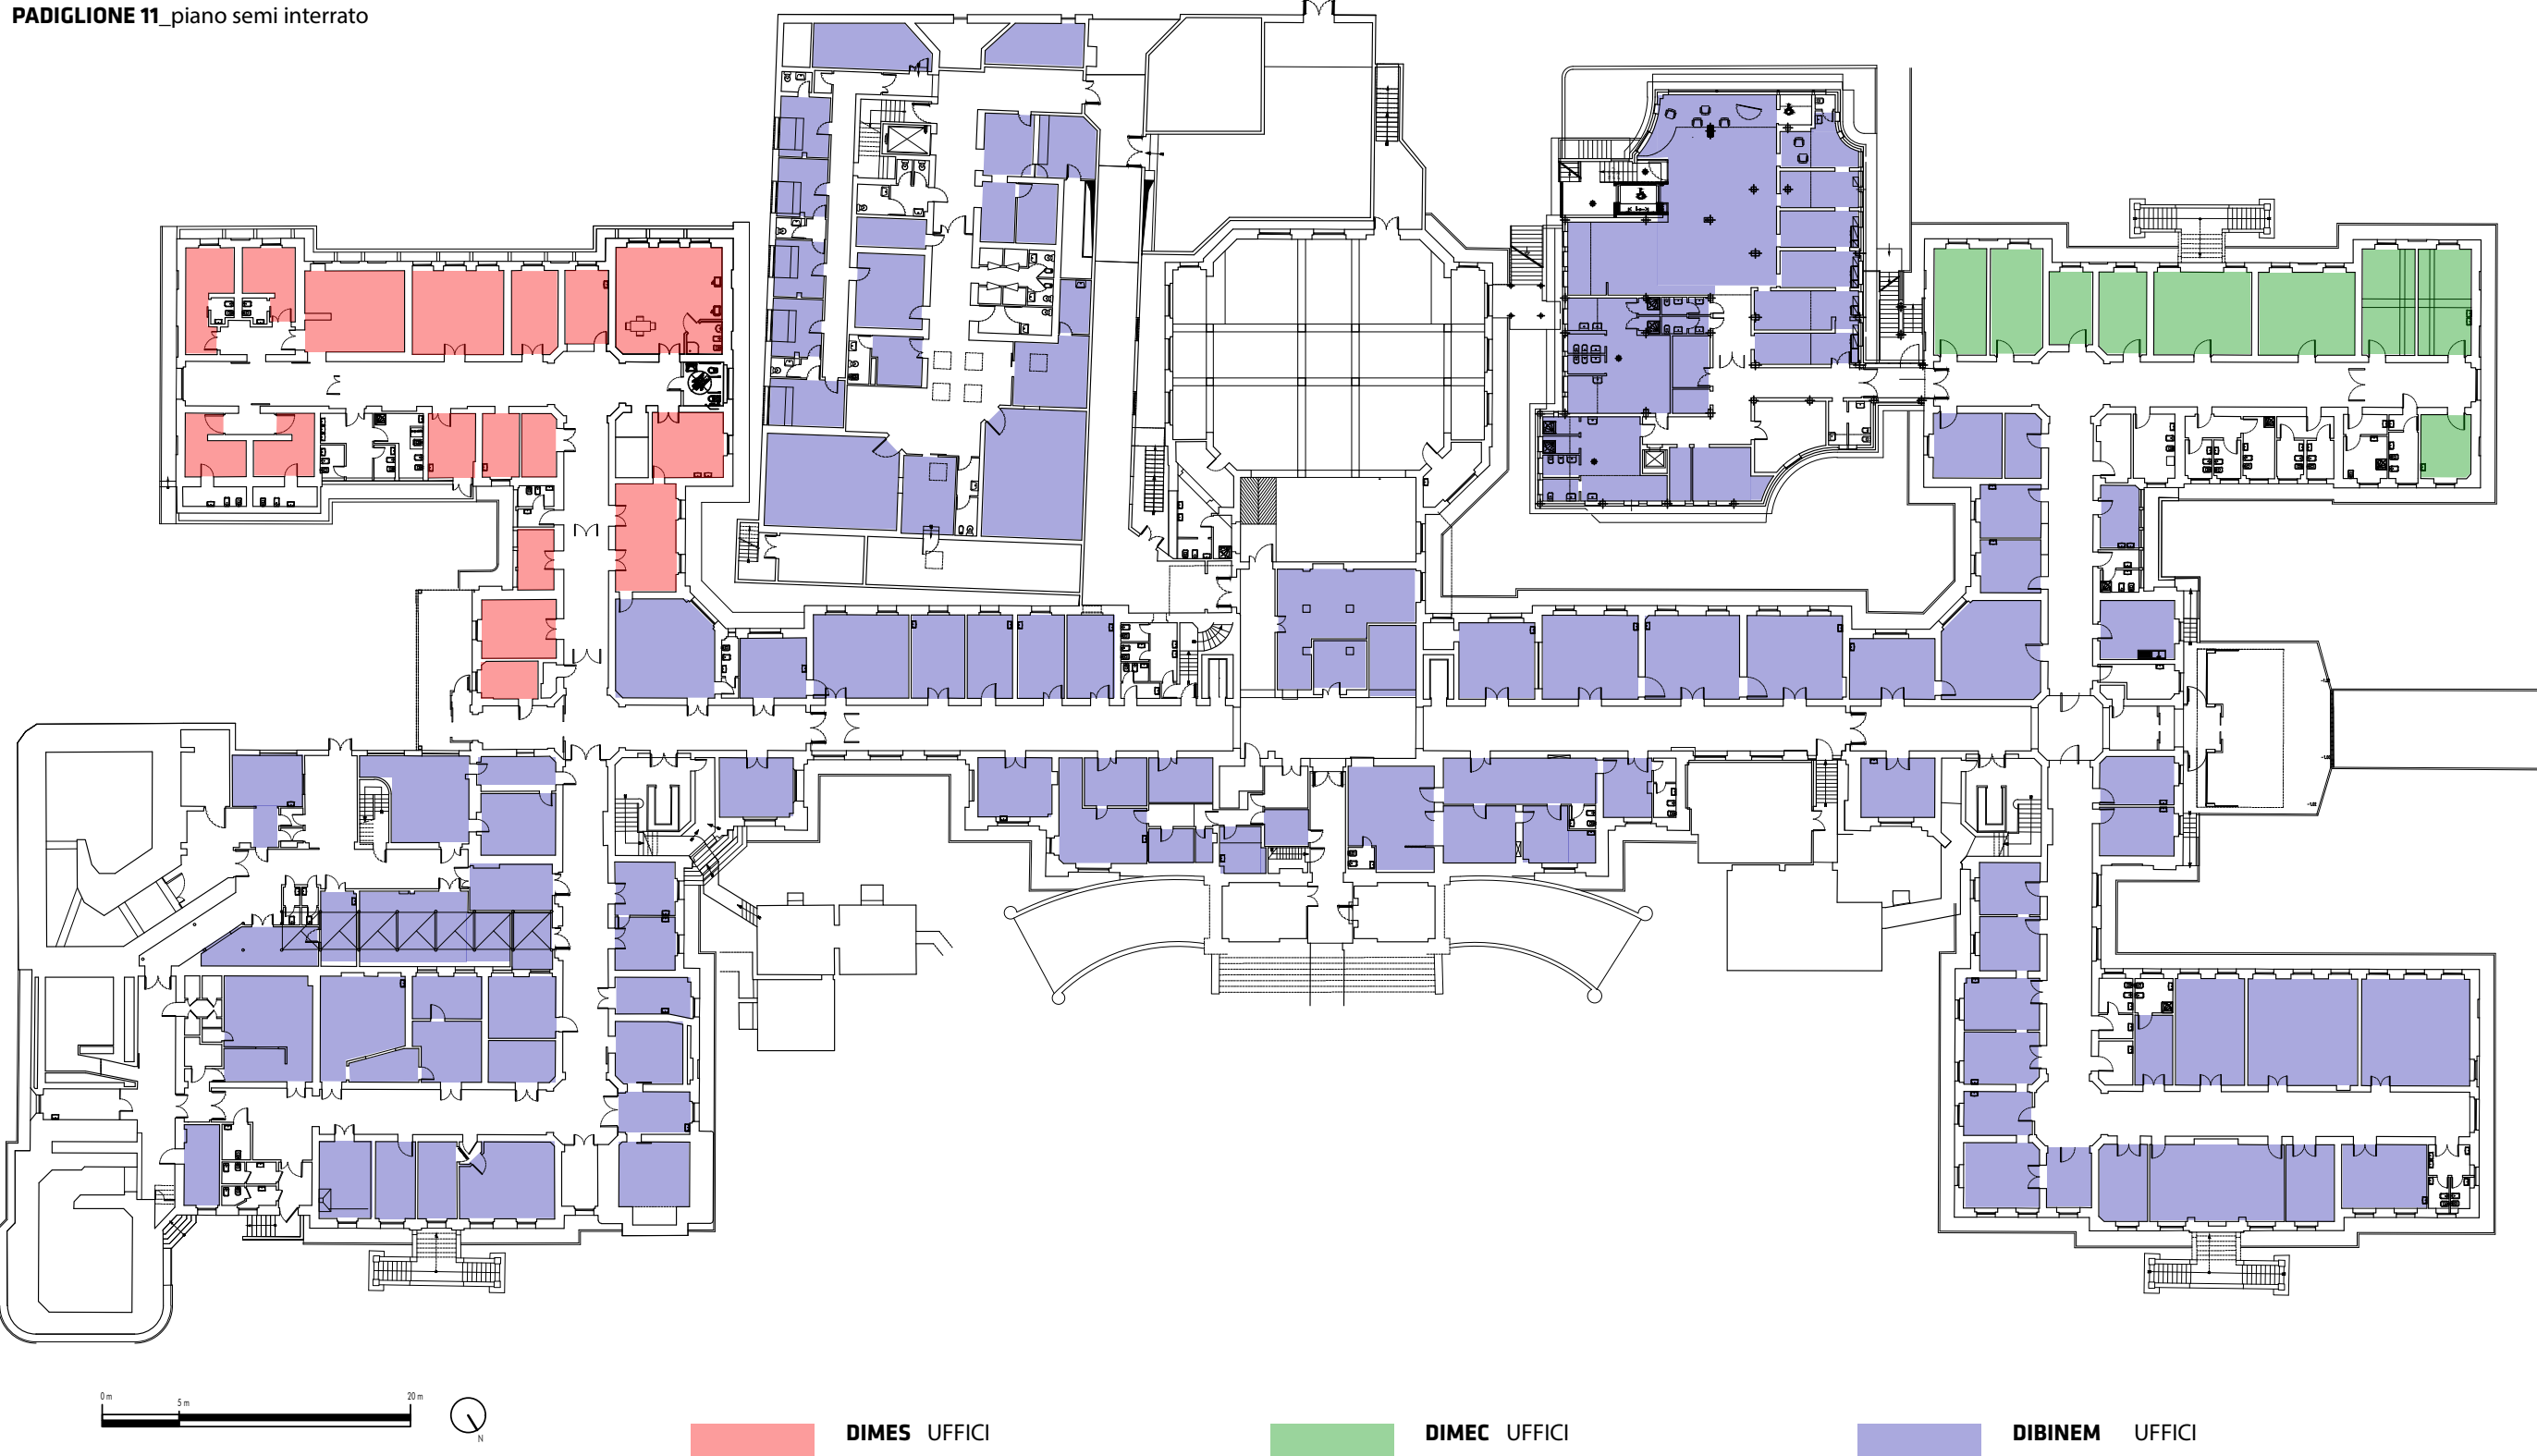 PADIGLIONE 11_piano semi interrato
0 m 5 m 20 m
N
DIMES UFFICI
DIMEC UFFICI
DIBINEM UFFICI